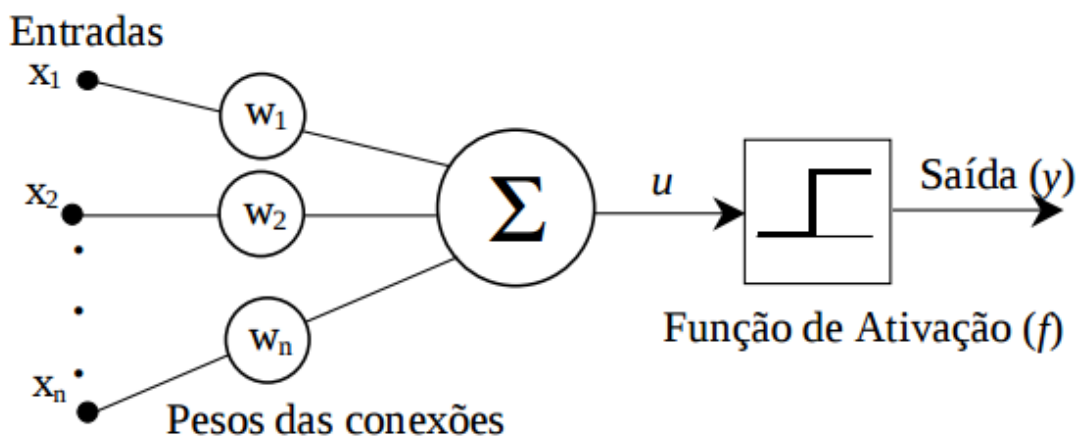 Entradas
x₁
w₁
x₂
w₂
Σ
u
Saída (y)
wₙ
Função de Ativação (f)
xₙ
Pesos das conexões